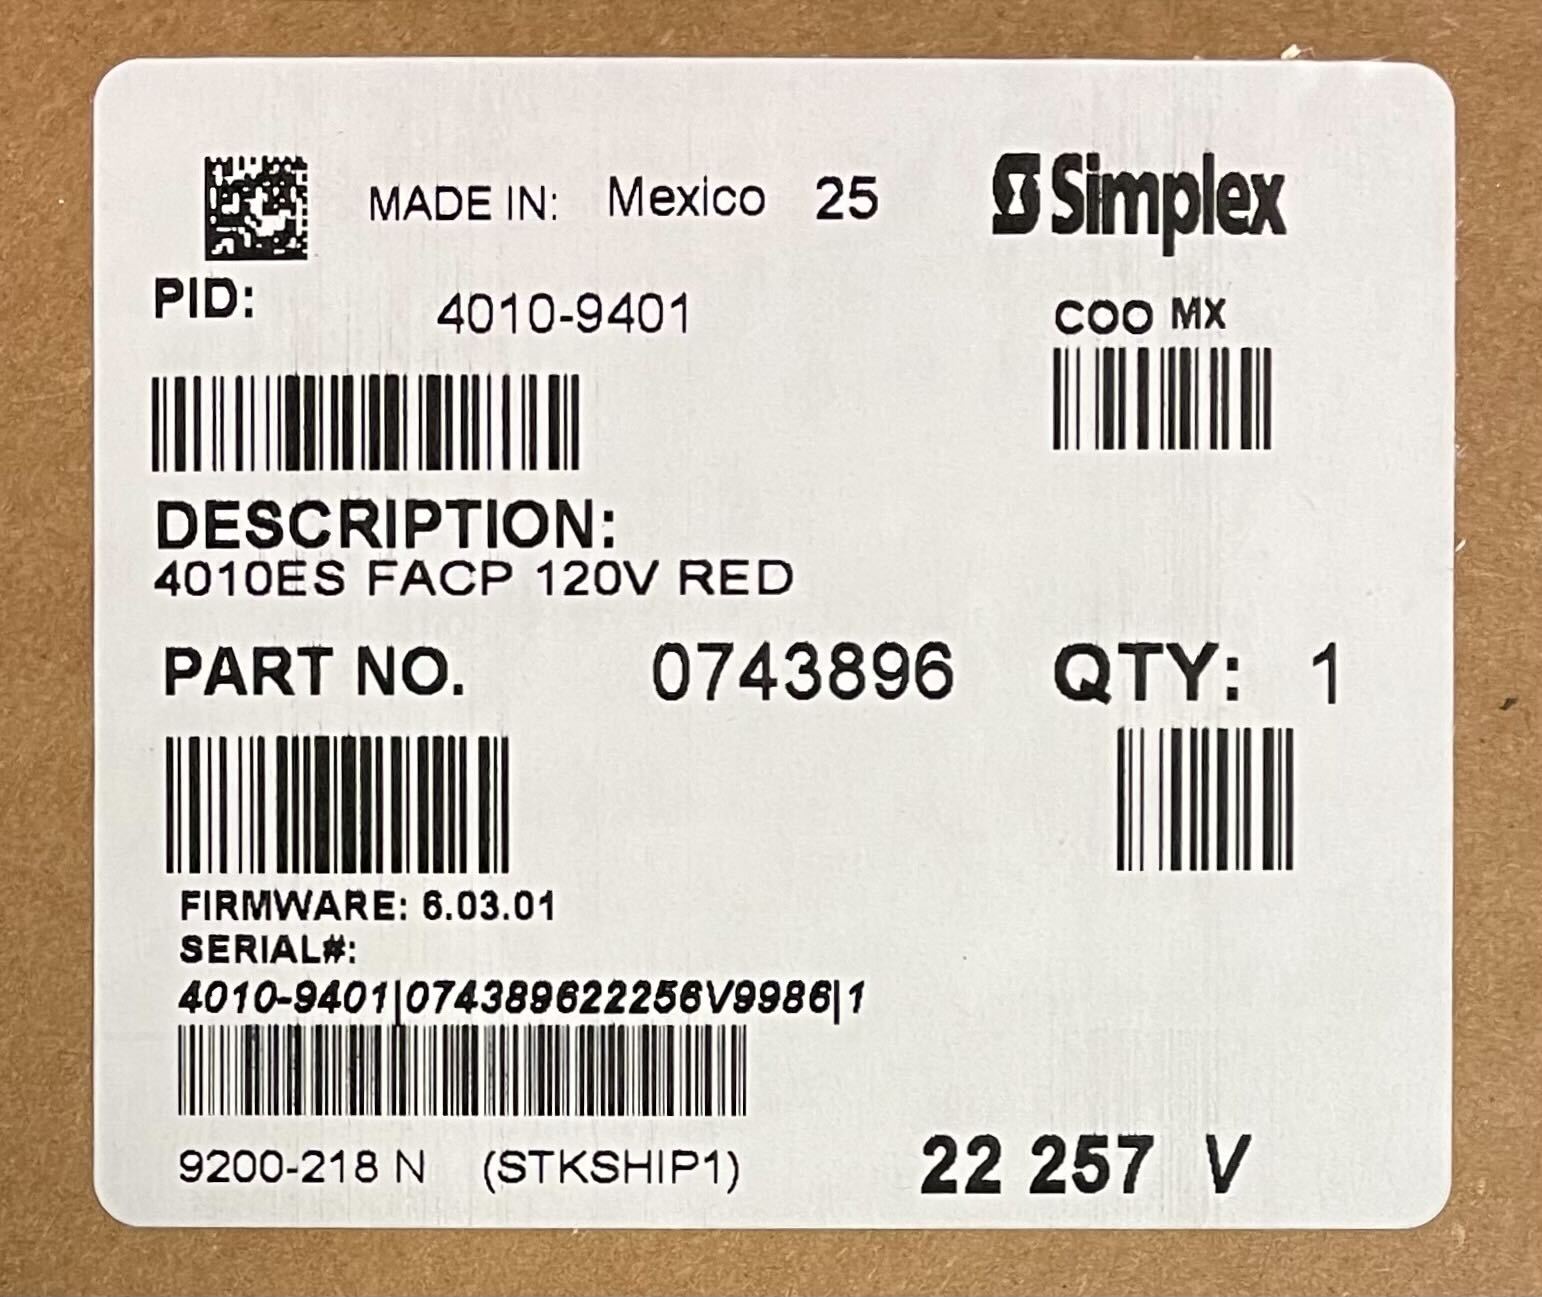 MADE IN: Mexico 25 Simplex
PID: 4010-9401
COO MX
DESCRIPTION:
4010ES FACP 120V RED
PART NO. 0743896 QTY: 1
FIRMWARE: 6.03.01
SERIAL#:
4010-9401|074389622256V9986|1
9200-218 N (STKSHIP1) 22 257 V